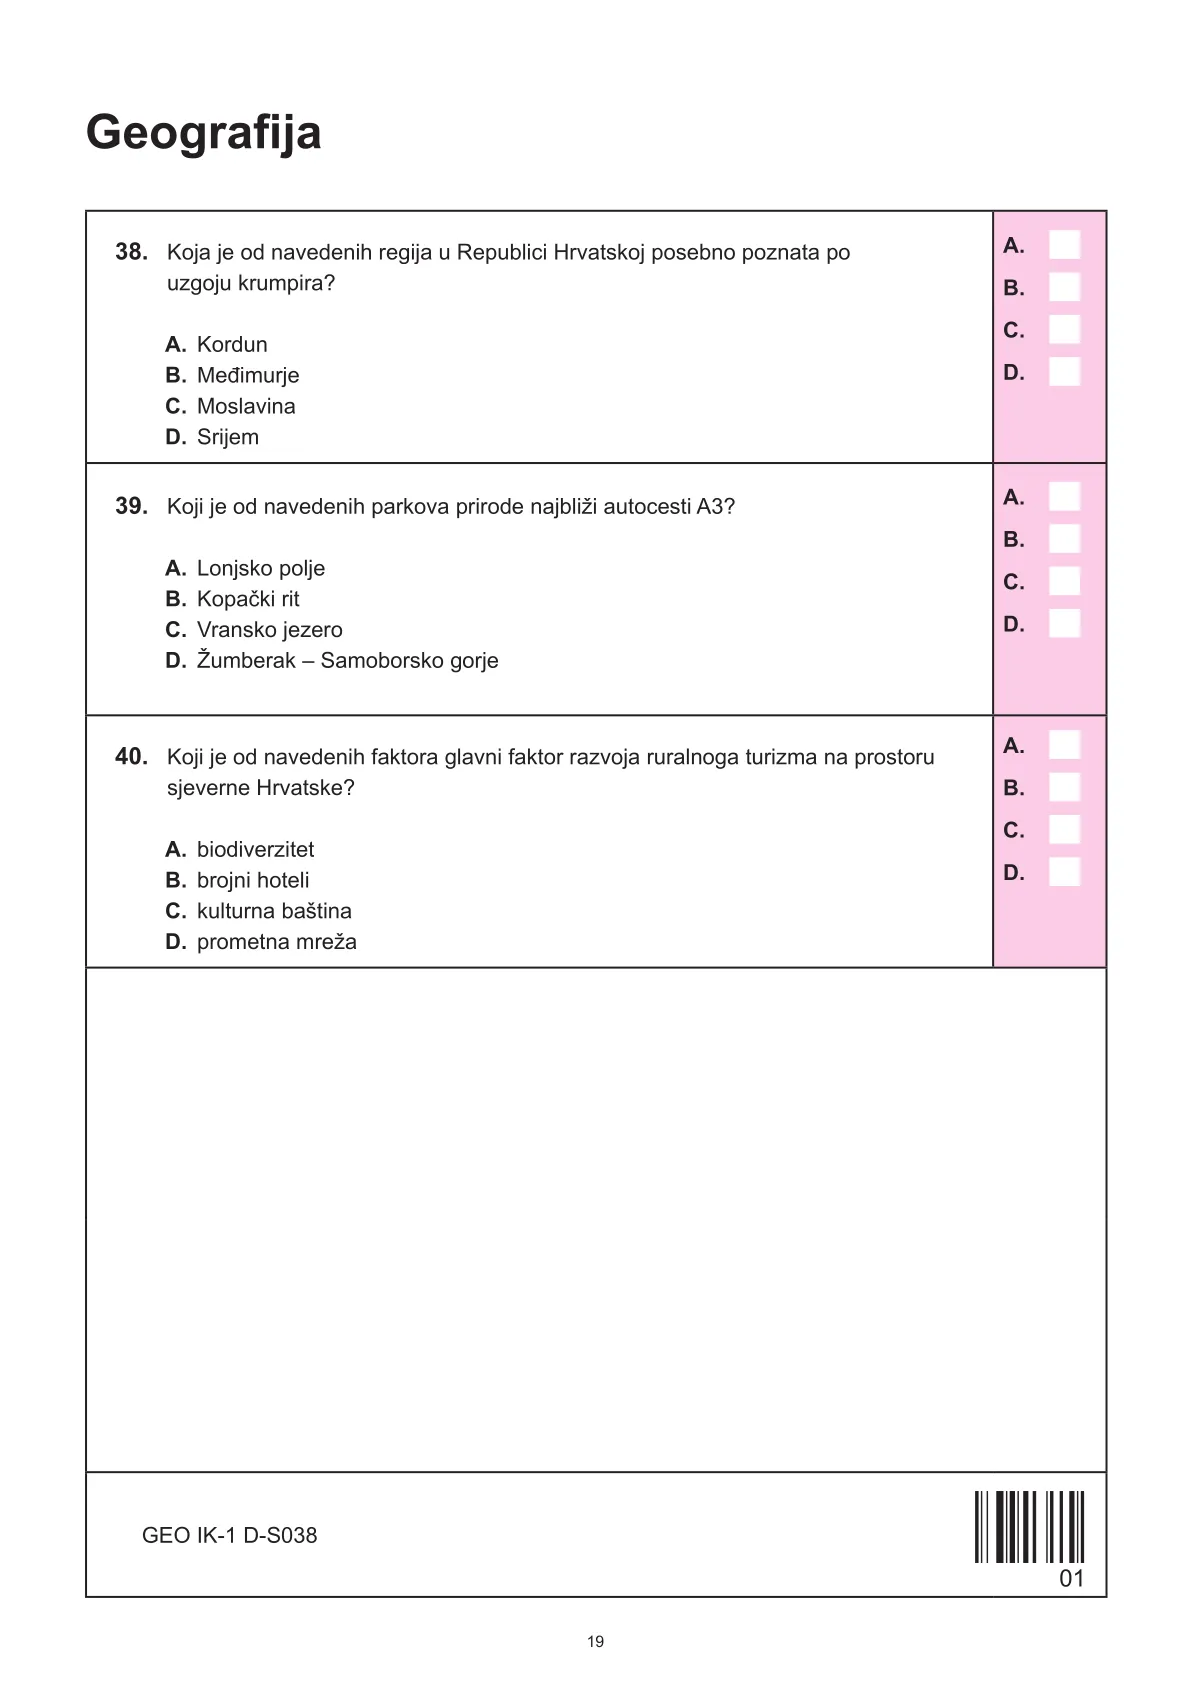 Geografija
38. Koja je od navedenih regija u Republici Hrvatskoj posebno poznata po
uzgoju krumpira?
A. Kordun
B. Međimurje
C. Moslavina
D. Srijem
A.
B.
C.
D.
39. Koji je od navedenih parkova prirode najbliži autocesti A3?
A. Lonjsko polje
B. Kopački rit
C. Vransko jezero
D. Žumberak – Samoborsko gorje
A.
B.
C.
D.
40. Koji je od navedenih faktora glavni faktor razvoja ruralnoga turizma na prostoru
sjeverne Hrvatske?
A. biodiverzitet
B. brojni hoteli
C. kulturna baština
D. prometna mreža
A.
B.
C.
D.
GEO IK-1 D-S038
01
19